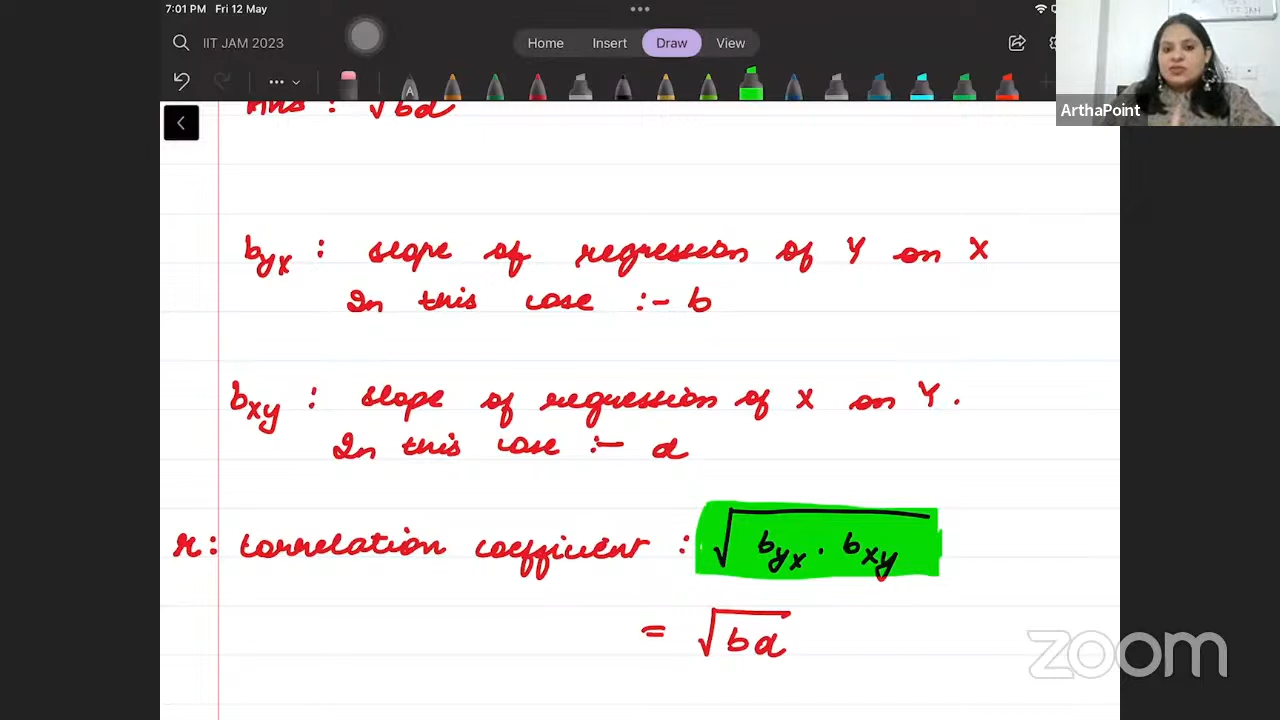 7:01 PM Fri 12 May
IIT JAM 2023
Home Insert Draw View
A
ArthaPoint
Ans : √bd
byx : slope of regression of Y on X
In this case :- b
bxy : slope of regression of X on Y.
In this case :- d
r : correlation coefficient : √byx . bxy
= √bd
zoom